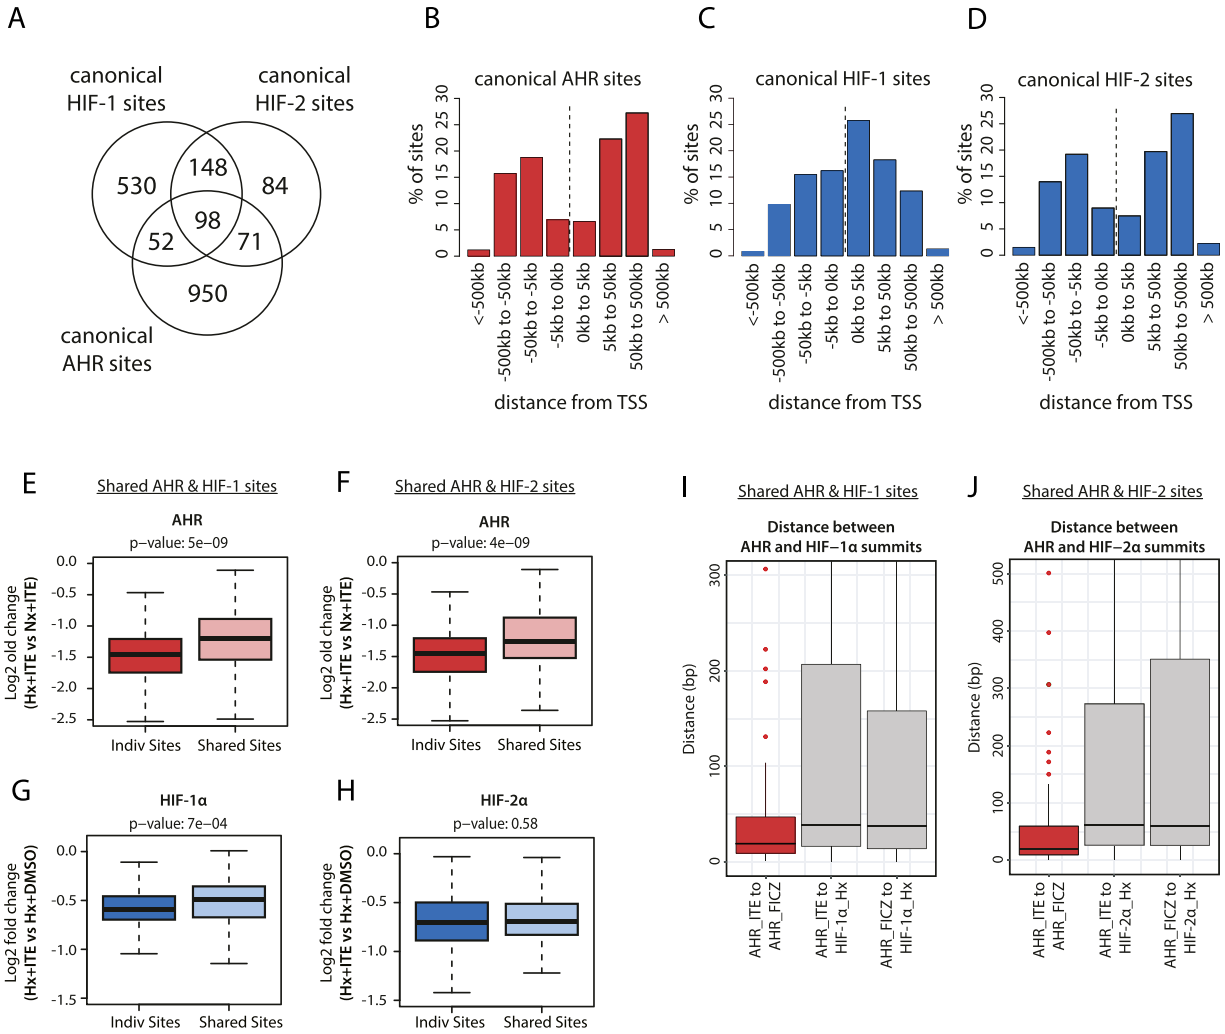 A
canonical
HIF-1 sites
canonical
HIF-2 sites
530
148
84
98
52
71
950
canonical
AHR sites
B
canonical AHR sites
% of sites
0
5
10
15
20
25
30
<-500kb
-500kb to -50kb
-50kb to -5kb
-5kb to 0kb
0kb to 5kb
5kb to 50kb
50kb to 500kb
> 500kb
distance from TSS
C
canonical HIF-1 sites
% of sites
0
5
10
15
20
25
30
<-500kb
-500kb to -50kb
-50kb to -5kb
-5kb to 0kb
0kb to 5kb
5kb to 50kb
50kb to 500kb
> 500kb
distance from TSS
D
canonical HIF-2 sites
% of sites
0
5
10
15
20
25
30
<-500kb
-500kb to -50kb
-50kb to -5kb
-5kb to 0kb
0kb to 5kb
5kb to 50kb
50kb to 500kb
> 500kb
distance from TSS
E
Shared AHR & HIF-1 sites
AHR
p−value: 5e−09
Log2 old change
(Hx+ITE vs Nx+ITE)
0.0
-0.5
-1.0
-1.5
-2.0
-2.5
Indiv Sites
Shared Sites
F
Shared AHR & HIF-2 sites
AHR
p−value: 4e−09
Log2 old change
(Hx+ITE vs Nx+ITE)
0.0
-0.5
-1.0
-1.5
-2.0
-2.5
Indiv Sites
Shared Sites
G
HIF-1α
p−value: 7e−04
Log2 fold change
(Hx+ITE vs Hx+DMSO)
0.0
-0.5
-1.0
-1.5
Indiv Sites
Shared Sites
H
HIF-2α
p−value: 0.58
Log2 fold change
(Hx+ITE vs Hx+DMSO)
0.0
-0.5
-1.0
-1.5
Indiv Sites
Shared Sites
I
Shared AHR & HIF-1 sites
Distance between
AHR and HIF−1α summits
Distance (bp)
300
200
100
0
AHR_ITE to
AHR_FICZ
AHR_ITE to
HIF-1α_Hx
AHR_FICZ to
HIF-1α_Hx
J
Shared AHR & HIF-2 sites
Distance between
AHR and HIF−2α summits
Distance (bp)
500
400
300
200
100
0
AHR_ITE to
AHR_FICZ
AHR_ITE to
HIF-2α_Hx
AHR_FICZ to
HIF-2α_Hx